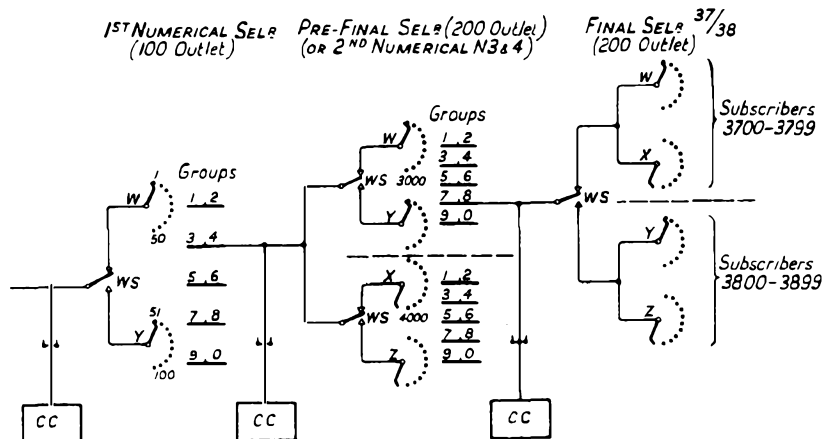 1ST NUMERICAL SELR
(100 Outlet)
PRE-FINAL SELR (200 Outlet)
(OR 2ND NUMERICAL N3 & 4)
FINAL SELR 37/38
(200 Outlet)
Groups
W
1
50
WS
Y
51
100
1,2
3,4
5,6
7,8
9,0
CC
CC
Groups
W
WS
3000
Y
1,2
3,4
5,6
7,8
9,0
X
WS
4000
Z
1,2
3,4
5,6
7,8
9,0
CC
WS
W
X
Subscribers
3700-3799
Y
Z
Subscribers
3800-3899